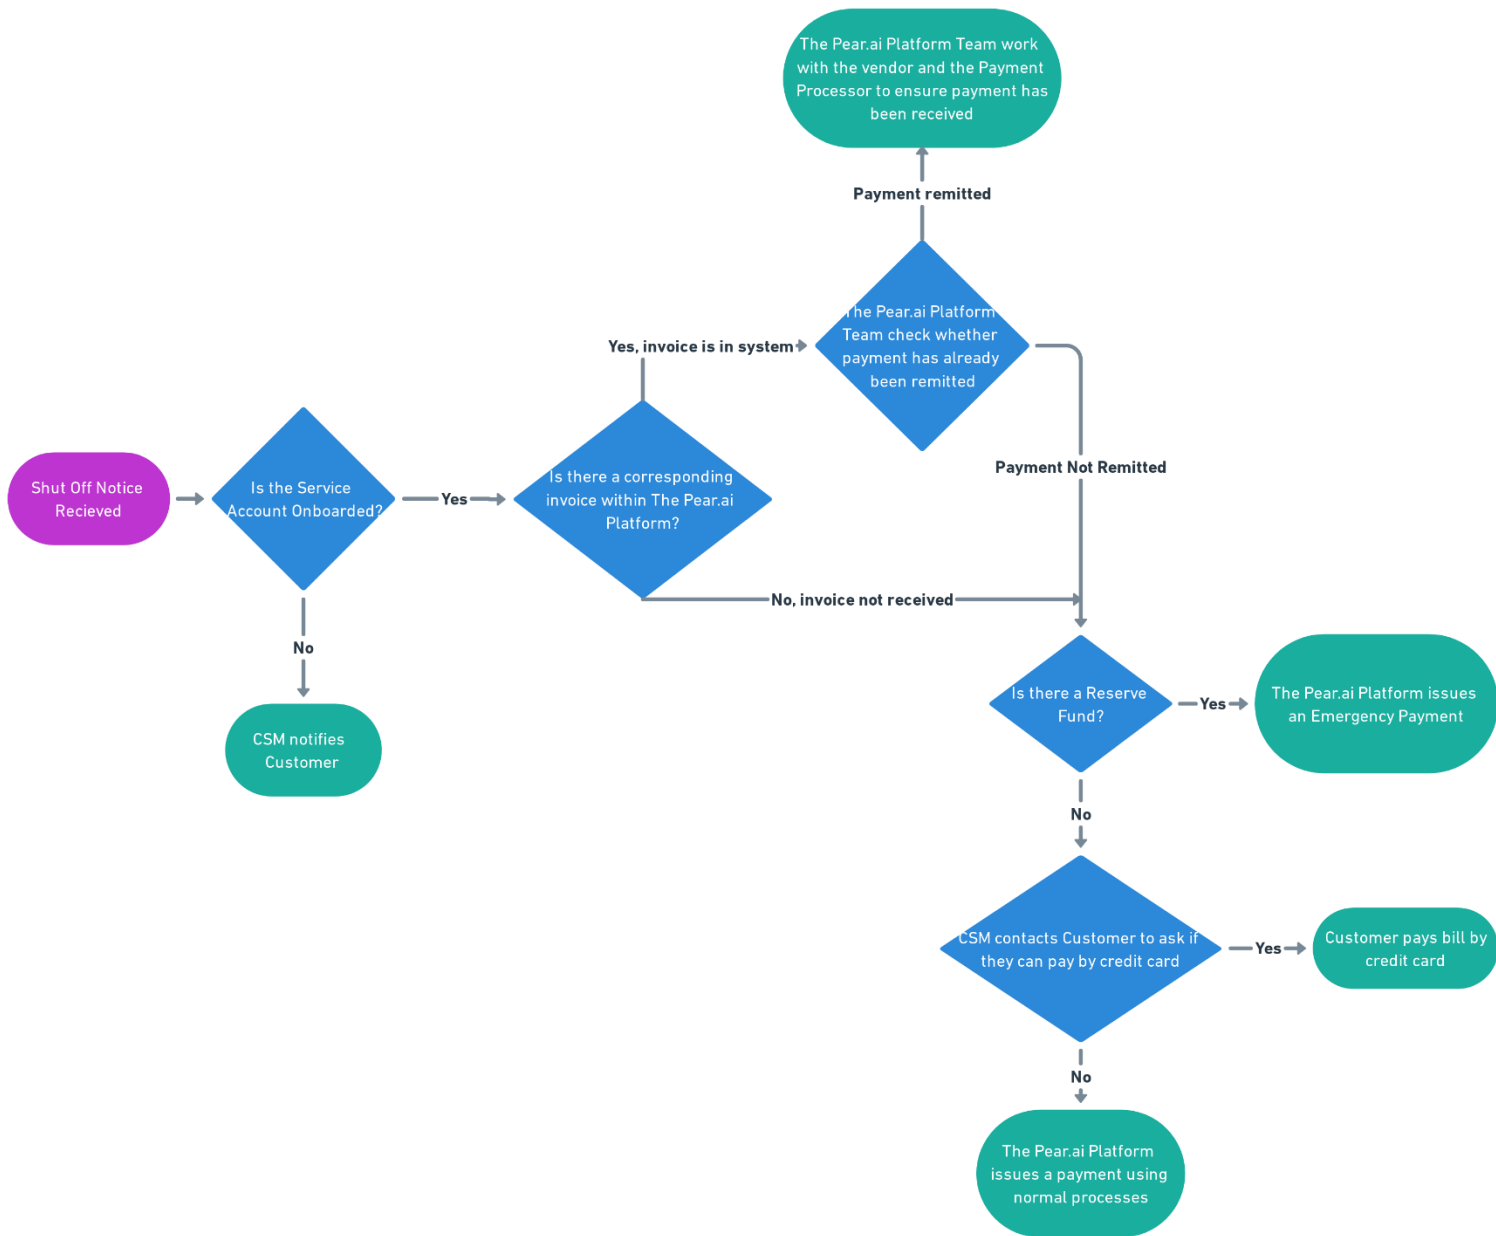 The Pear.ai Platform Team work
with the vendor and the Payment
Processor to ensure payment has
been received
Payment remitted
The Pear.ai Platform
Team check whether
payment has already
been remitted
Yes, invoice is in system
Payment Not Remitted
Shut Off Notice
Recieved
Is the Service
Account Onboarded?
Yes
Is there a corresponding
invoice within The Pear.ai
Platform?
No, invoice not received
No
CSM notifies
Customer
Is there a Reserve
Fund?
Yes
The Pear.ai Platform issues
an Emergency Payment
No
CSM contacts Customer to ask if
they can pay by credit card
Yes
Customer pays bill by
credit card
No
The Pear.ai Platform
issues a payment using
normal processes